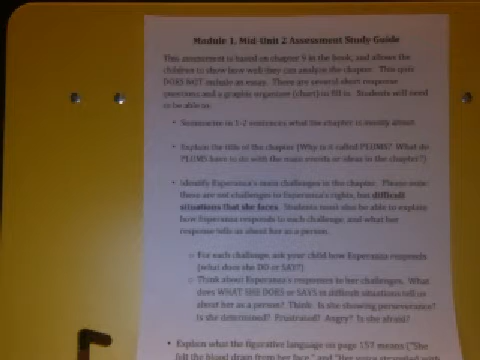 Module 1, Mid-Unit 2 Assessment Study Guide
This assessment is based on chapter 9 in the book, and allows the
children to show how well they can analyze the chapter. This quiz
DOES NOT include an essay. There are several short response
questions and a graphic organizer (chart) to fill in. Students will need
to be able to:
• Summarize in 1-2 sentences what the chapter is mostly about.
• Explain the title of the chapter (Why is it called PLUMS? What do
PLUMS have to do with the main events or ideas in the chapter?)
• Identify Esperanza's main challenges in the chapter. Please note:
these are not challenges to Esperanza's rights, but difficult
situations that she faces. Students must also be able to explain
how Esperanza responds to each challenge, and what her
response tells us about her as a person.
o For each challenge, ask your child how Esperanza responds
(what does she DO or SAY?)
o Think about Esperanza's responses to her challenges. What
does WHAT SHE DOES or SAYS in difficult situations tell us
about her as a person? Think: Is she showing perseverance?
Is she determined? Frustrated? Angry? Is she afraid?
• Explain what the figurative language on page 157 means ("She
felt the blood drain from her face," and "Her voice